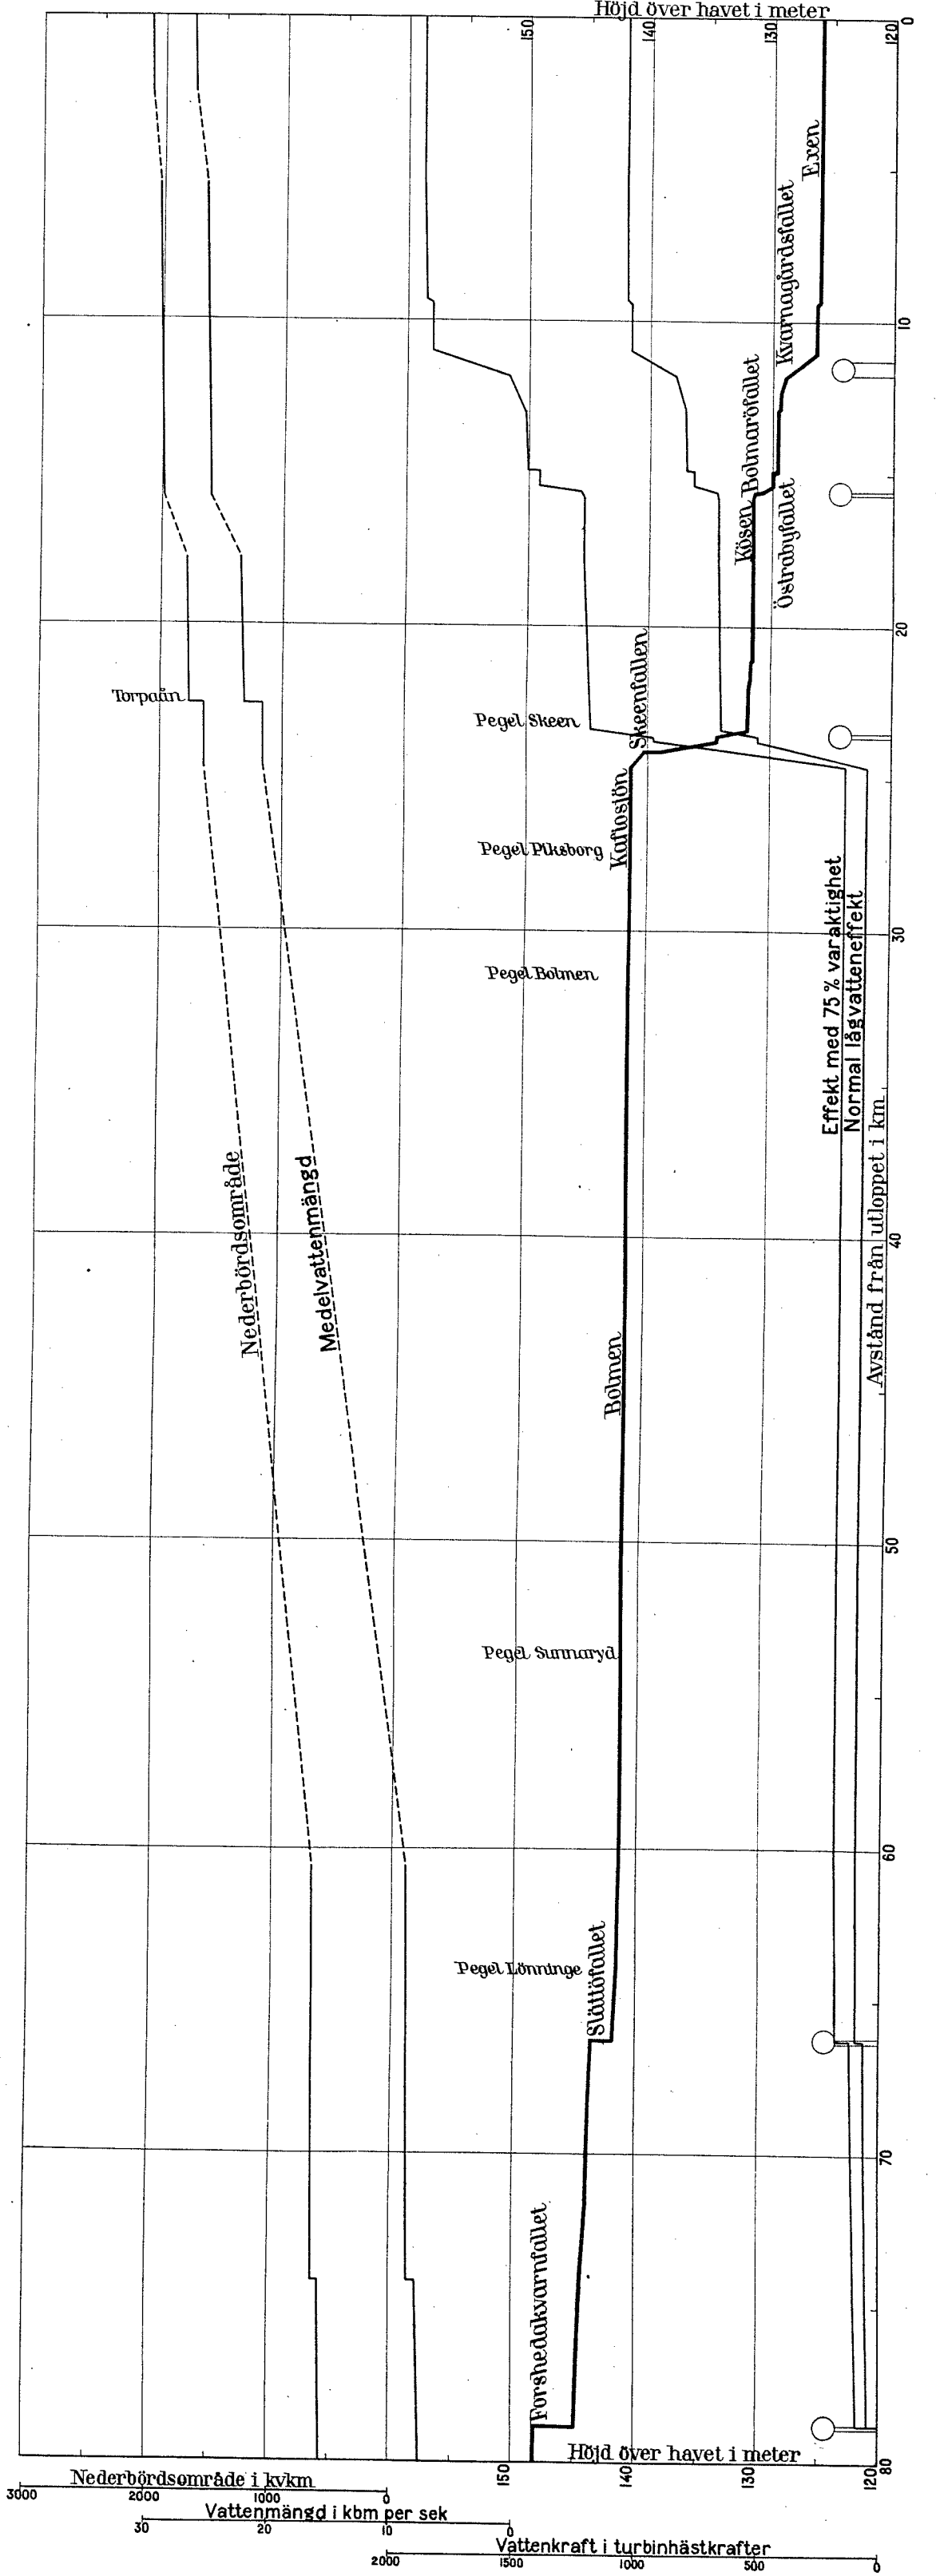 Höjd över havet i meter
150
140
130
120
0
Exen
Kvarnagårdsfallet
10
Bolmaröfallet
Kösen
Östrabyfallet
20
Skeenfallen
Torpaån
Pegel Skeen
Kaflosjön
Pegel Piksborg
Effekt med 75 % varaktighet
Normal lågvatteneffekt
30
Pegel Bolmen
Avstånd från utloppet i km
Nederbördsområde
Medelvattenmängd
40
Bolmen
50
Pegel Sunnaryd
60
Slättöfallet
Pegel Lönninge
70
Forshedakvarnfallet
Höjd över havet i meter
150
140
130
120
80
Nederbördsområde i kvkm
3000
2000
1000
0
Vattenmängd i kbm per sek
30
20
10
0
Vattenkraft i turbinhästkrafter
2000
1500
1000
500
0